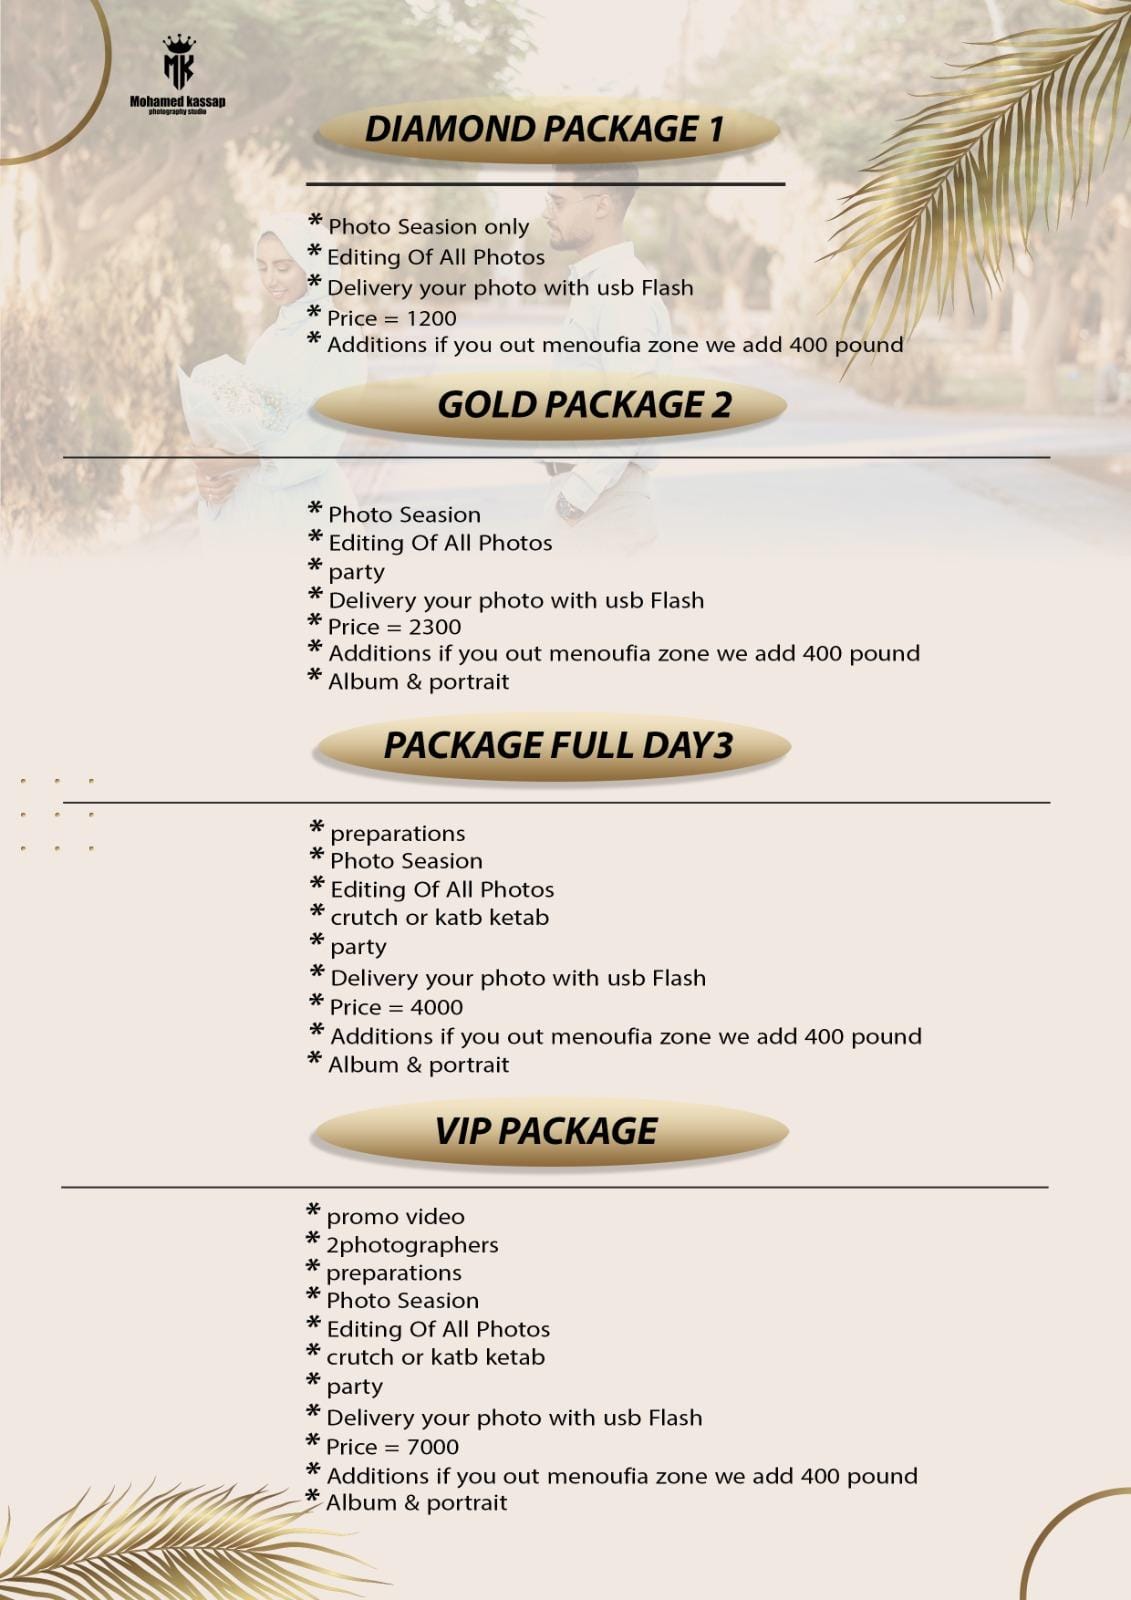 MK
Mohamed kassap
photography studio
DIAMOND PACKAGE 1
* Photo Seasion only
* Editing Of All Photos
* Delivery your photo with usb Flash
* Price = 1200
* Additions if you out menoufia zone we add 400 pound
GOLD PACKAGE 2
* Photo Seasion
* Editing Of All Photos
* party
* Delivery your photo with usb Flash
* Price = 2300
* Additions if you out menoufia zone we add 400 pound
* Album & portrait
PACKAGE FULL DAY3
* preparations
* Photo Seasion
* Editing Of All Photos
* crutch or katb ketab
* party
* Delivery your photo with usb Flash
* Price = 4000
* Additions if you out menoufia zone we add 400 pound
* Album & portrait
VIP PACKAGE
* promo video
* 2photographers
* preparations
* Photo Seasion
* Editing Of All Photos
* crutch or katb ketab
* party
* Delivery your photo with usb Flash
* Price = 7000
* Additions if you out menoufia zone we add 400 pound
* Album & portrait